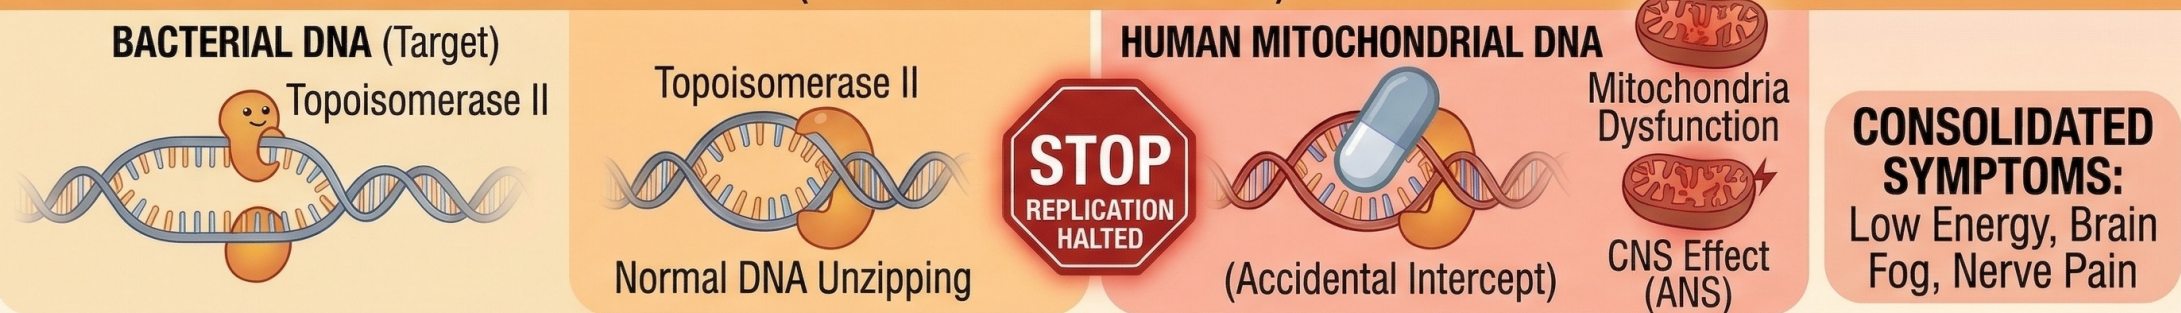 BACTERIAL DNA (Target)
Topoisomerase II
Topoisomerase II
Normal DNA Unzipping
STOP
REPLICATION
HALTED
HUMAN MITOCHONDRIAL DNA
(Accidental Intercept)
Mitochondria
Dysfunction
CNS Effect
(ANS)
CONSOLIDATED
SYMPTOMS:
Low Energy, Brain
Fog, Nerve Pain